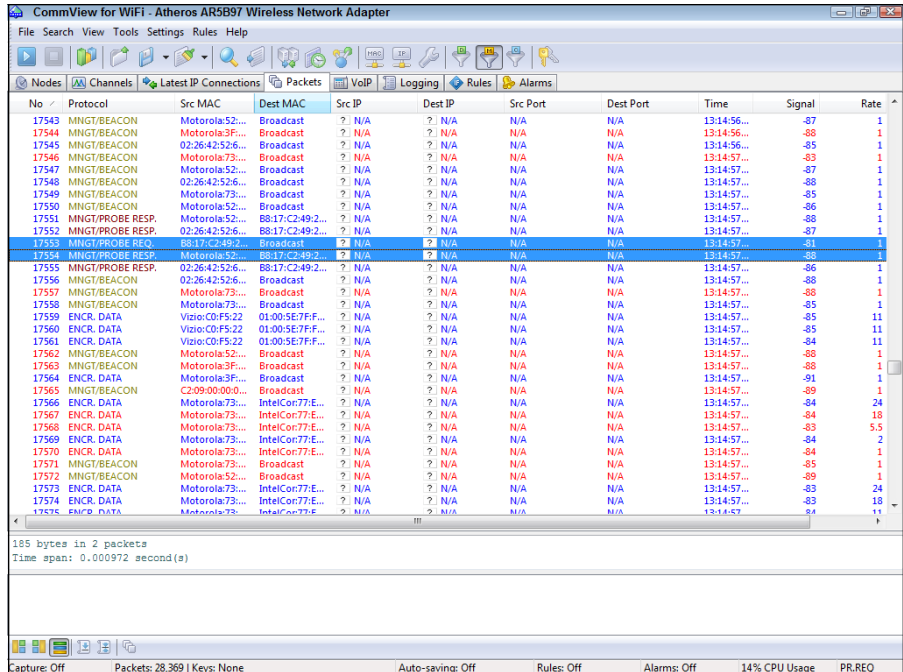 CommView for WiFi - Atheros AR5B97 Wireless Network Adapter
File Search View Tools Settings Rules Help
Nodes Channels Latest IP Connections Packets VoIP Logging Rules Alarms
No Protocol Src MAC Dest MAC Src IP Dest IP Src Port Dest Port Time Signal Rate
17543 MNGT/BEACON Motorola:52:... Broadcast ? N/A ? N/A N/A N/A 13:14:56... -87 1
17544 MNGT/BEACON Motorola:3F:... Broadcast ? N/A ? N/A N/A N/A 13:14:56... -88 1
17545 MNGT/BEACON 02:26:42:52:6... Broadcast ? N/A ? N/A N/A N/A 13:14:56... -85 1
17546 MNGT/BEACON Motorola:73:... Broadcast ? N/A ? N/A N/A N/A 13:14:57... -83 1
17547 MNGT/BEACON Motorola:52:... Broadcast ? N/A ? N/A N/A N/A 13:14:57... -87 1
17548 MNGT/BEACON 02:26:42:52:6... Broadcast ? N/A ? N/A N/A N/A 13:14:57... -88 1
17549 MNGT/BEACON Motorola:73:... Broadcast ? N/A ? N/A N/A N/A 13:14:57... -85 1
17550 MNGT/BEACON Motorola:52:... Broadcast ? N/A ? N/A N/A N/A 13:14:57... -86 1
17551 MNGT/PROBE RESP. Motorola:52:... B8:17:C2:49:2... ? N/A ? N/A N/A N/A 13:14:57... -88 1
17552 MNGT/PROBE RESP. 02:26:42:52:6... B8:17:C2:49:2... ? N/A ? N/A N/A N/A 13:14:57... -87 1
17553 MNGT/PROBE REQ. B8:17:C2:49:2... Broadcast ? N/A ? N/A N/A N/A 13:14:57... -81 1
17554 MNGT/PROBE RESP. Motorola:52:... B8:17:C2:49:2... ? N/A ? N/A N/A N/A 13:14:57... -88 1
17555 MNGT/PROBE RESP. 02:26:42:52:6... B8:17:C2:49:2... ? N/A ? N/A N/A N/A 13:14:57... -86 1
17556 MNGT/BEACON 02:26:42:52:6... Broadcast ? N/A ? N/A N/A N/A 13:14:57... -88 1
17557 MNGT/BEACON Motorola:73:... Broadcast ? N/A ? N/A N/A N/A 13:14:57... -88 1
17558 MNGT/BEACON Motorola:73:... Broadcast ? N/A ? N/A N/A N/A 13:14:57... -85 1
17559 ENCR. DATA Vizio:C0:F5:22 01:00:5E:7F:F... ? N/A ? N/A N/A N/A 13:14:57... -85 11
17560 ENCR. DATA Vizio:C0:F5:22 01:00:5E:7F:F... ? N/A ? N/A N/A N/A 13:14:57... -85 11
17561 ENCR. DATA Vizio:C0:F5:22 01:00:5E:7F:F... ? N/A ? N/A N/A N/A 13:14:57... -84 11
17562 MNGT/BEACON Motorola:52:... Broadcast ? N/A ? N/A N/A N/A 13:14:57... -88 1
17563 MNGT/BEACON Motorola:3F:... Broadcast ? N/A ? N/A N/A N/A 13:14:57... -88 1
17564 ENCR. DATA Motorola:3F:... Broadcast ? N/A ? N/A N/A N/A 13:14:57... -91 1
17565 MNGT/BEACON C2:09:00:00:0... Broadcast ? N/A ? N/A N/A N/A 13:14:57... -89 1
17566 ENCR. DATA Motorola:73:... IntelCor:77:E... ? N/A ? N/A N/A N/A 13:14:57... -84 24
17567 ENCR. DATA Motorola:73:... IntelCor:77:E... ? N/A ? N/A N/A N/A 13:14:57... -84 18
17568 ENCR. DATA Motorola:73:... IntelCor:77:E... ? N/A ? N/A N/A N/A 13:14:57... -83 5.5
17569 ENCR. DATA Motorola:73:... IntelCor:77:E... ? N/A ? N/A N/A N/A 13:14:57... -84 2
17570 ENCR. DATA Motorola:73:... IntelCor:77:E... ? N/A ? N/A N/A N/A 13:14:57... -84 1
17571 MNGT/BEACON Motorola:73:... Broadcast ? N/A ? N/A N/A N/A 13:14:57... -85 1
17572 MNGT/BEACON Motorola:52:... Broadcast ? N/A ? N/A N/A N/A 13:14:57... -89 1
17573 ENCR. DATA Motorola:73:... IntelCor:77:E... ? N/A ? N/A N/A N/A 13:14:57... -83 24
17574 ENCR. DATA Motorola:73:... IntelCor:77:E... ? N/A ? N/A N/A N/A 13:14:57... -83 18
17575 ENCR. DATA Motorola:73:... IntelCor:77:E... ? N/A ? N/A N/A N/A 13:14:57... -84 11
185 bytes in 2 packets
Time span: 0.000972 second(s)
Capture: Off Packets: 28,369 | Keys: None Auto-saving: Off Rules: Off Alarms: Off 14% CPU Usage PR.REQ